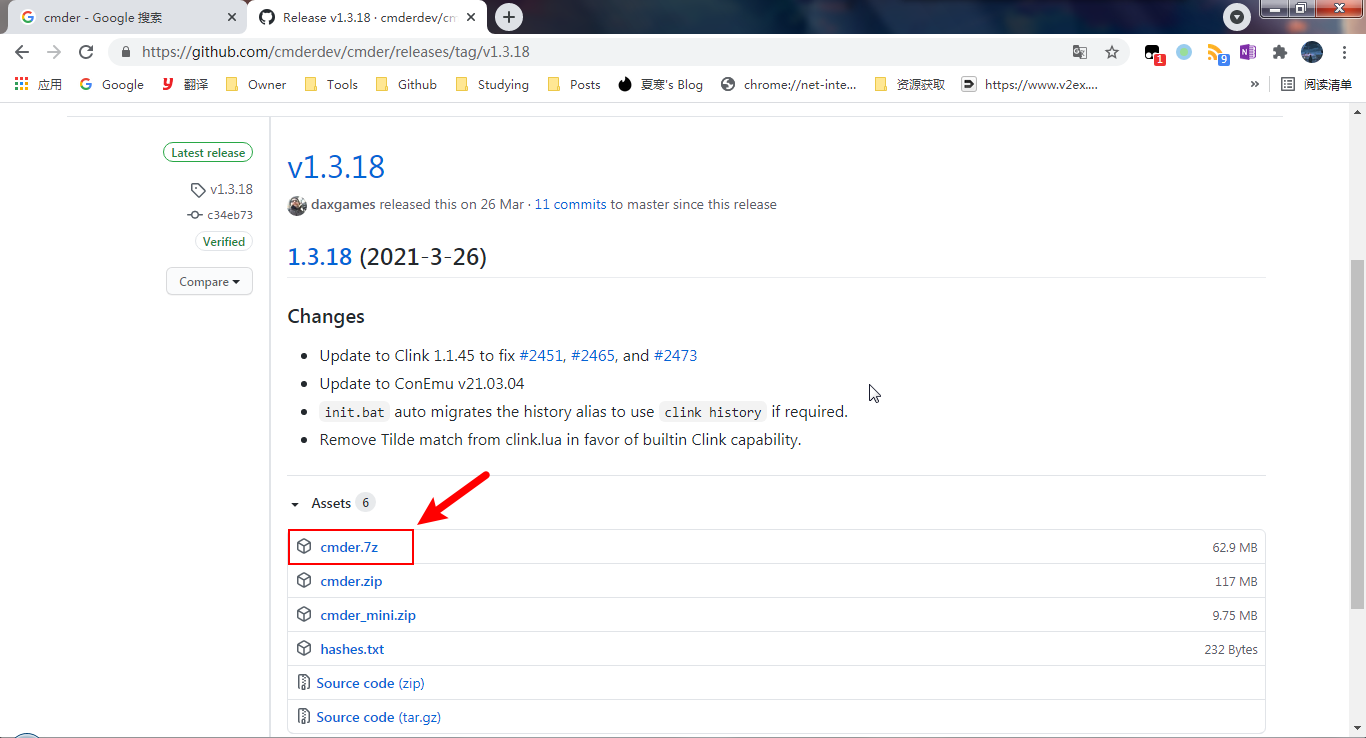 cmder - Google 搜索
Release v1.3.18 · cmderdev/cm
https://github.com/cmderdev/cmder/releases/tag/v1.3.18
1
9
应用
Google
翻译
Owner
Tools
Github
Studying
Posts
夏寒's Blog
chrome://net-inte...
资源获取
https://www.v2ex....
»
阅读清单
Latest release
v1.3.18
c34eb73
Verified
Compare
v1.3.18
daxgames released this on 26 Mar · 11 commits to master since this release
1.3.18 (2021-3-26)
Changes
Update to Clink 1.1.45 to fix #2451, #2465, and #2473
Update to ConEmu v21.03.04
init.bat auto migrates the history alias to use clink history if required.
Remove Tilde match from clink.lua in favor of builtin Clink capability.
Assets 6
cmder.7z 62.9 MB
cmder.zip 117 MB
cmder_mini.zip 9.75 MB
hashes.txt 232 Bytes
Source code (zip)
Source code (tar.gz)